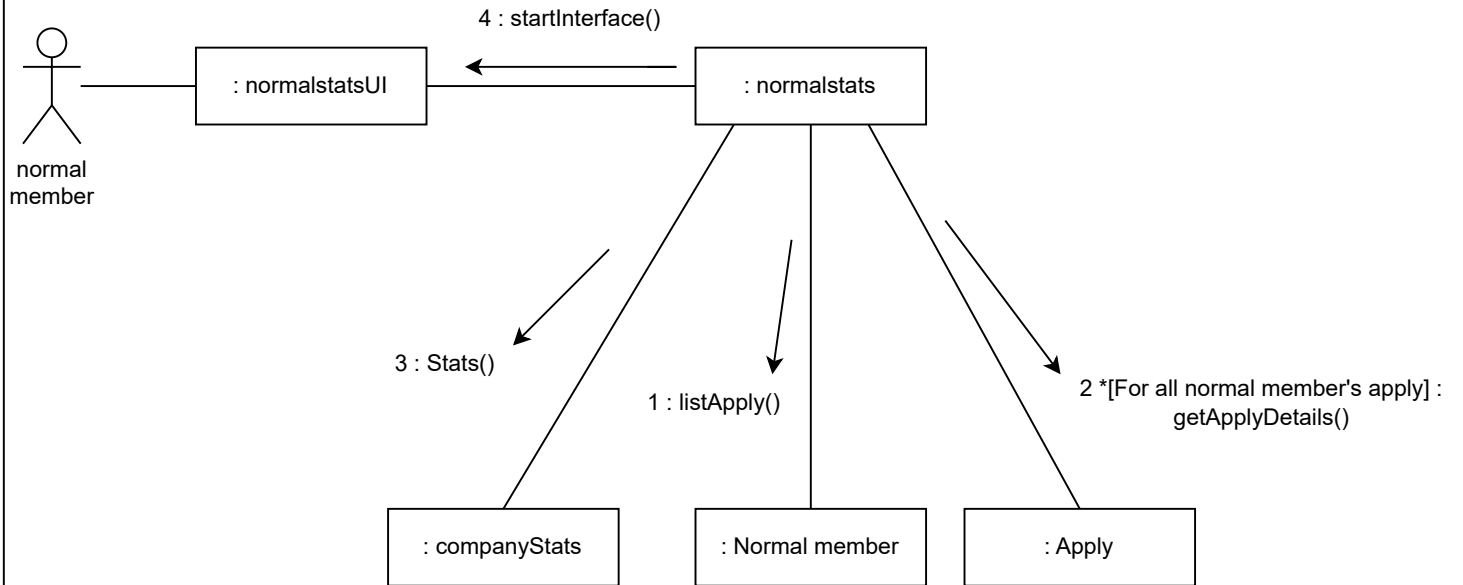 4 : startInterface()
: normalstatsUI
: normalstats
normal
member
3 : Stats()
1 : listApply()
2 *[For all normal member's apply] :
getApplyDetails()
: companyStats
: Normal member
: Apply